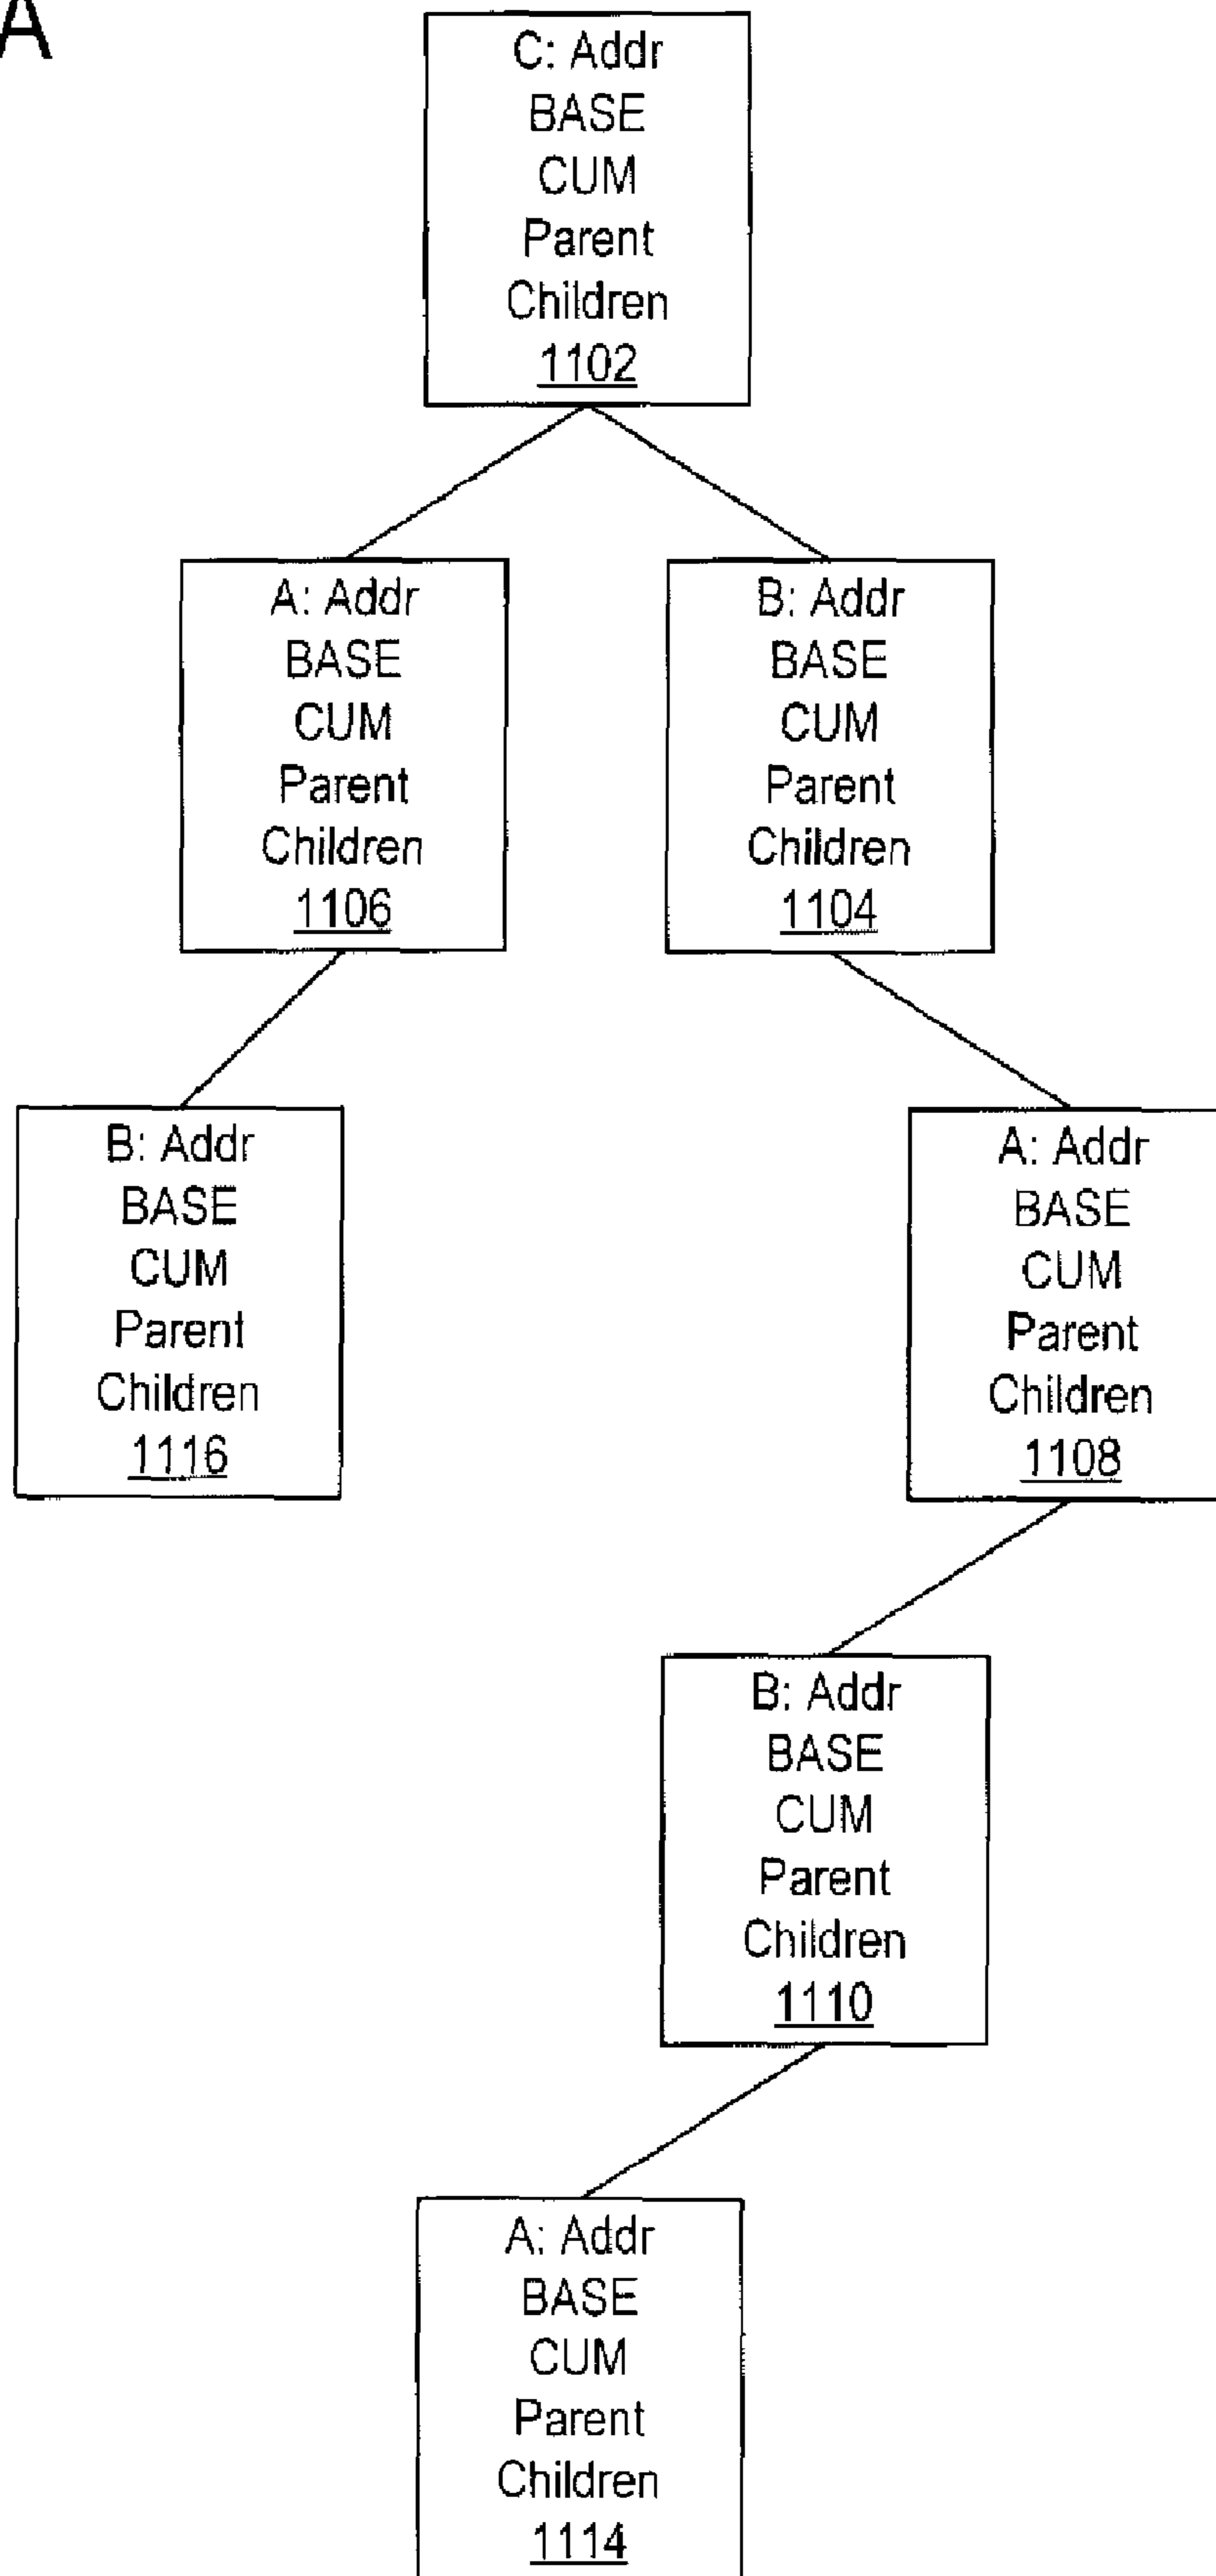 A
C: Addr
BASE
CUM
Parent
Children
1102
A: Addr
BASE
CUM
Parent
Children
1106
B: Addr
BASE
CUM
Parent
Children
1104
B: Addr
BASE
CUM
Parent
Children
1116
A: Addr
BASE
CUM
Parent
Children
1108
B: Addr
BASE
CUM
Parent
Children
1110
A: Addr
BASE
CUM
Parent
Children
1114